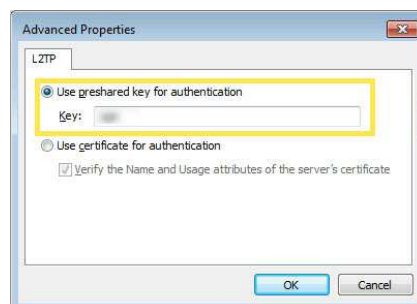 Advanced Properties
L2TP
Use preshared key for authentication
Key:
Use certificate for authentication
Verify the Name and Usage attributes of the server's certificate
OK Cancel